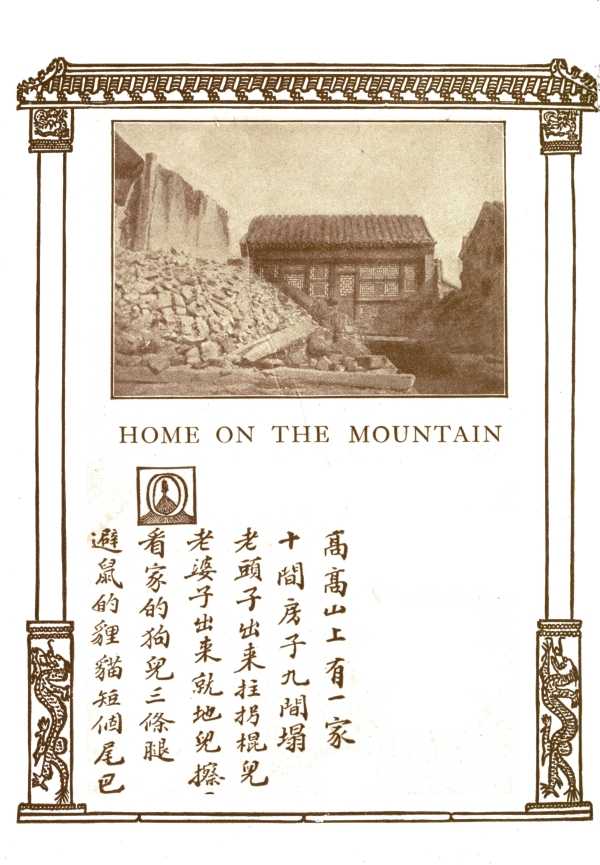 HOME ON THE MOUNTAIN
高高山上有一家
十間房子九間塌
老頭子出来拄拐棍兒
老婆子出来就地兒擦
看家的狗兒三條腿
避鼠的貍貓短個尾巴